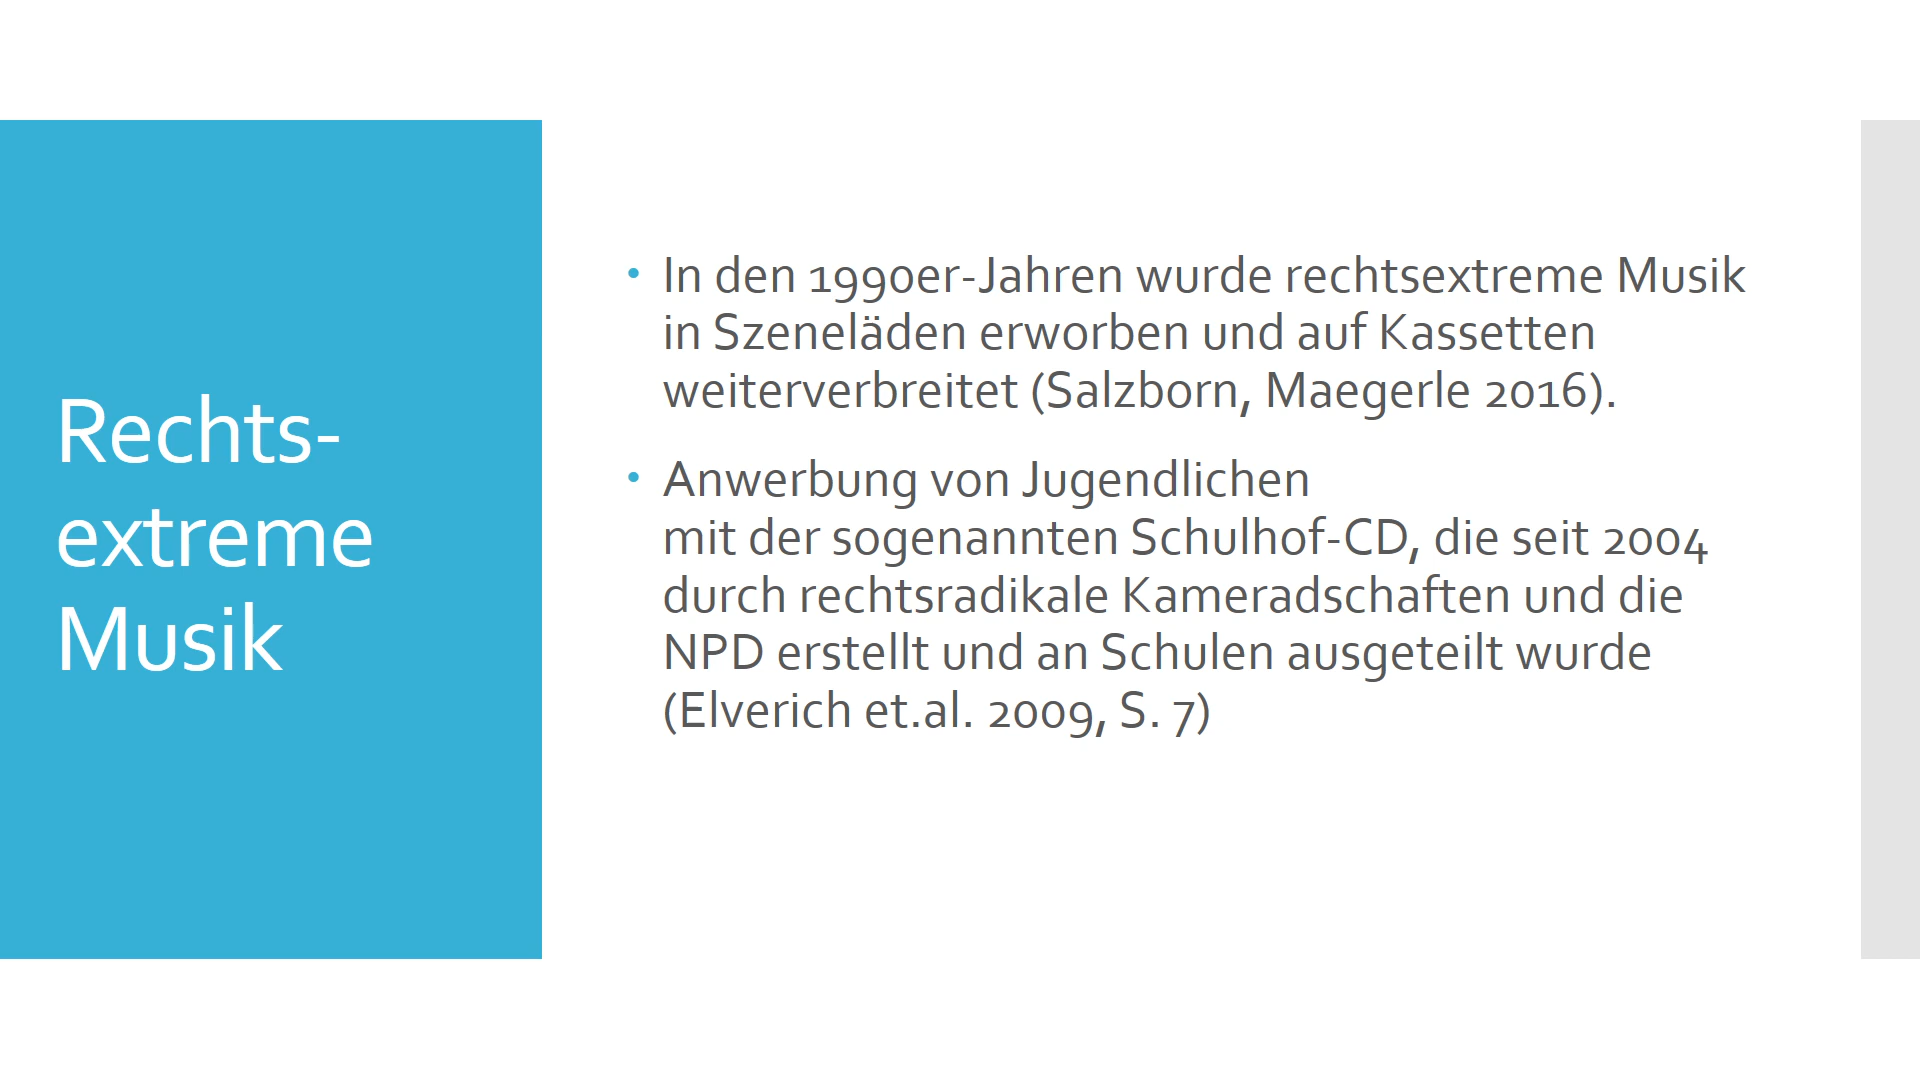 Rechts-
extreme
Musik
• In den 1990er-Jahren wurde rechtsextreme Musik
in Szeneläden erworben und auf Kassetten
weiterverbreitet (Salzborn, Maegerle 2016).
• Anwerbung von Jugendlichen
mit der sogenannten Schulhof-CD, die seit 2004
durch rechtsradikale Kameradschaften und die
NPD erstellt und an Schulen ausgeteilt wurde
(Elverich et.al. 2009, S. 7)